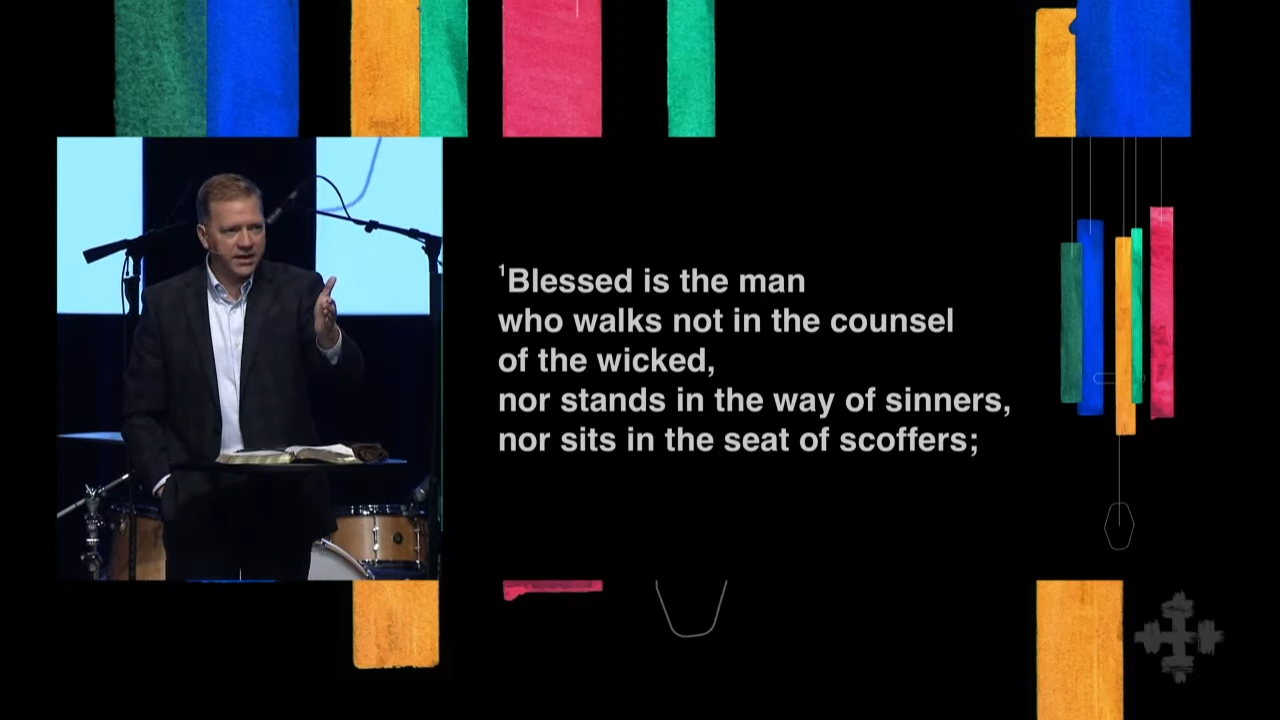 ¹Blessed is the man
who walks not in the counsel
of the wicked,
nor stands in the way of sinners,
nor sits in the seat of scoffers;